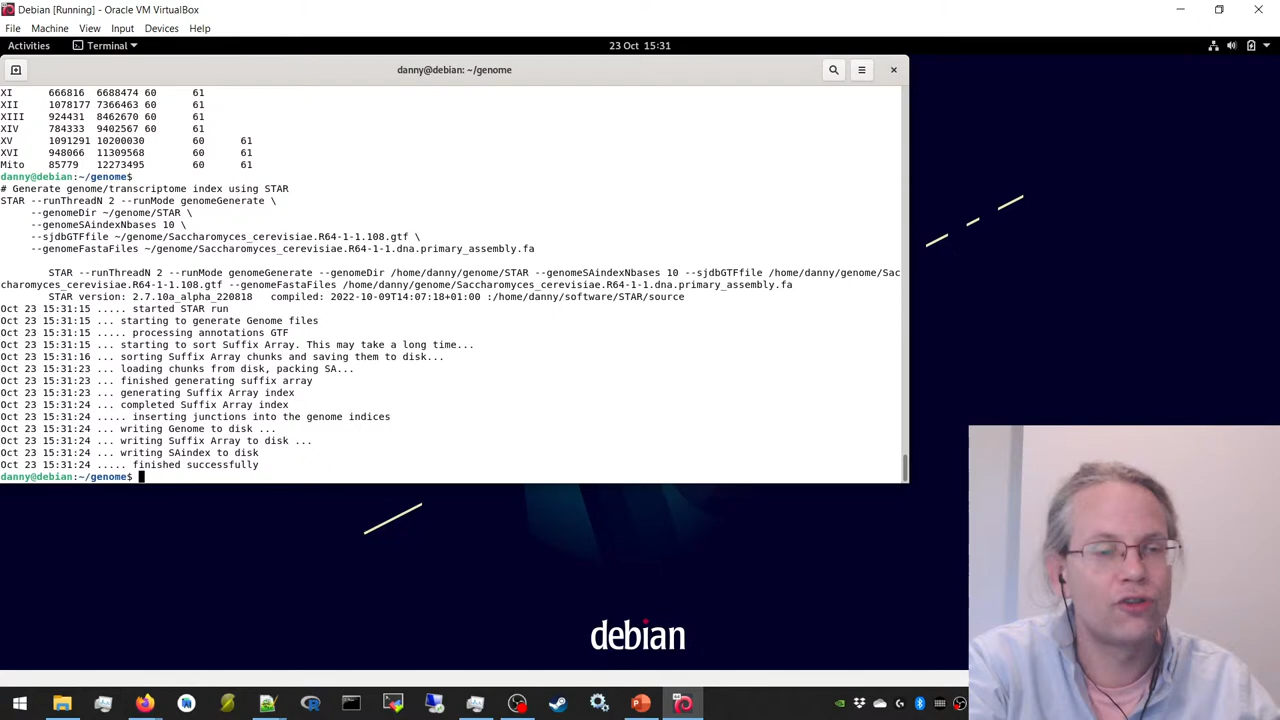 Debian [Running] - Oracle VM VirtualBox
File Machine View Input Devices Help
Activities Terminal 23 Oct 15:31
danny@debian: ~/genome
XI 666816 6688474 60 61
XII 1078177 7366463 60 61
XIII 924431 8462670 60 61
XIV 784333 9402567 60 61
XV 1091291 10200030 60 61
XVI 948066 11309568 60 61
Mito 85779 12273495 60 61
danny@debian:~/genome$
# Generate genome/transcriptome index using STAR
STAR --runThreadN 2 --runMode genomeGenerate \
--genomeDir ~/genome/STAR \
--genomeSAindexNbases 10 \
--sjdbGTFfile ~/genome/Saccharomyces_cerevisiae.R64-1-1.108.gtf \
--genomeFastaFiles ~/genome/Saccharomyces_cerevisiae.R64-1-1.dna.primary_assembly.fa
STAR --runThreadN 2 --runMode genomeGenerate --genomeDir /home/danny/genome/STAR --genomeSAindexNbases 10 --sjdbGTFfile /home/danny/genome/Sac
charomyces_cerevisiae.R64-1-1.108.gtf --genomeFastaFiles /home/danny/genome/Saccharomyces_cerevisiae.R64-1-1.dna.primary_assembly.fa
STAR version: 2.7.10a_alpha_220818 compiled: 2022-10-09T14:07:18+01:00 :/home/danny/software/STAR/source
Oct 23 15:31:15 ..... started STAR run
Oct 23 15:31:15 ... starting to generate Genome files
Oct 23 15:31:15 ..... processing annotations GTF
Oct 23 15:31:15 ... starting to sort Suffix Array. This may take a long time...
Oct 23 15:31:16 ... sorting Suffix Array chunks and saving them to disk...
Oct 23 15:31:23 ... loading chunks from disk, packing SA...
Oct 23 15:31:23 ... finished generating suffix array
Oct 23 15:31:23 ... generating Suffix Array index
Oct 23 15:31:24 ... completed Suffix Array index
Oct 23 15:31:24 ..... inserting junctions into the genome indices
Oct 23 15:31:24 ... writing Genome to disk ...
Oct 23 15:31:24 ... writing Suffix Array to disk ...
Oct 23 15:31:24 ... writing SAindex to disk
Oct 23 15:31:24 ..... finished successfully
danny@debian:~/genome$
debian